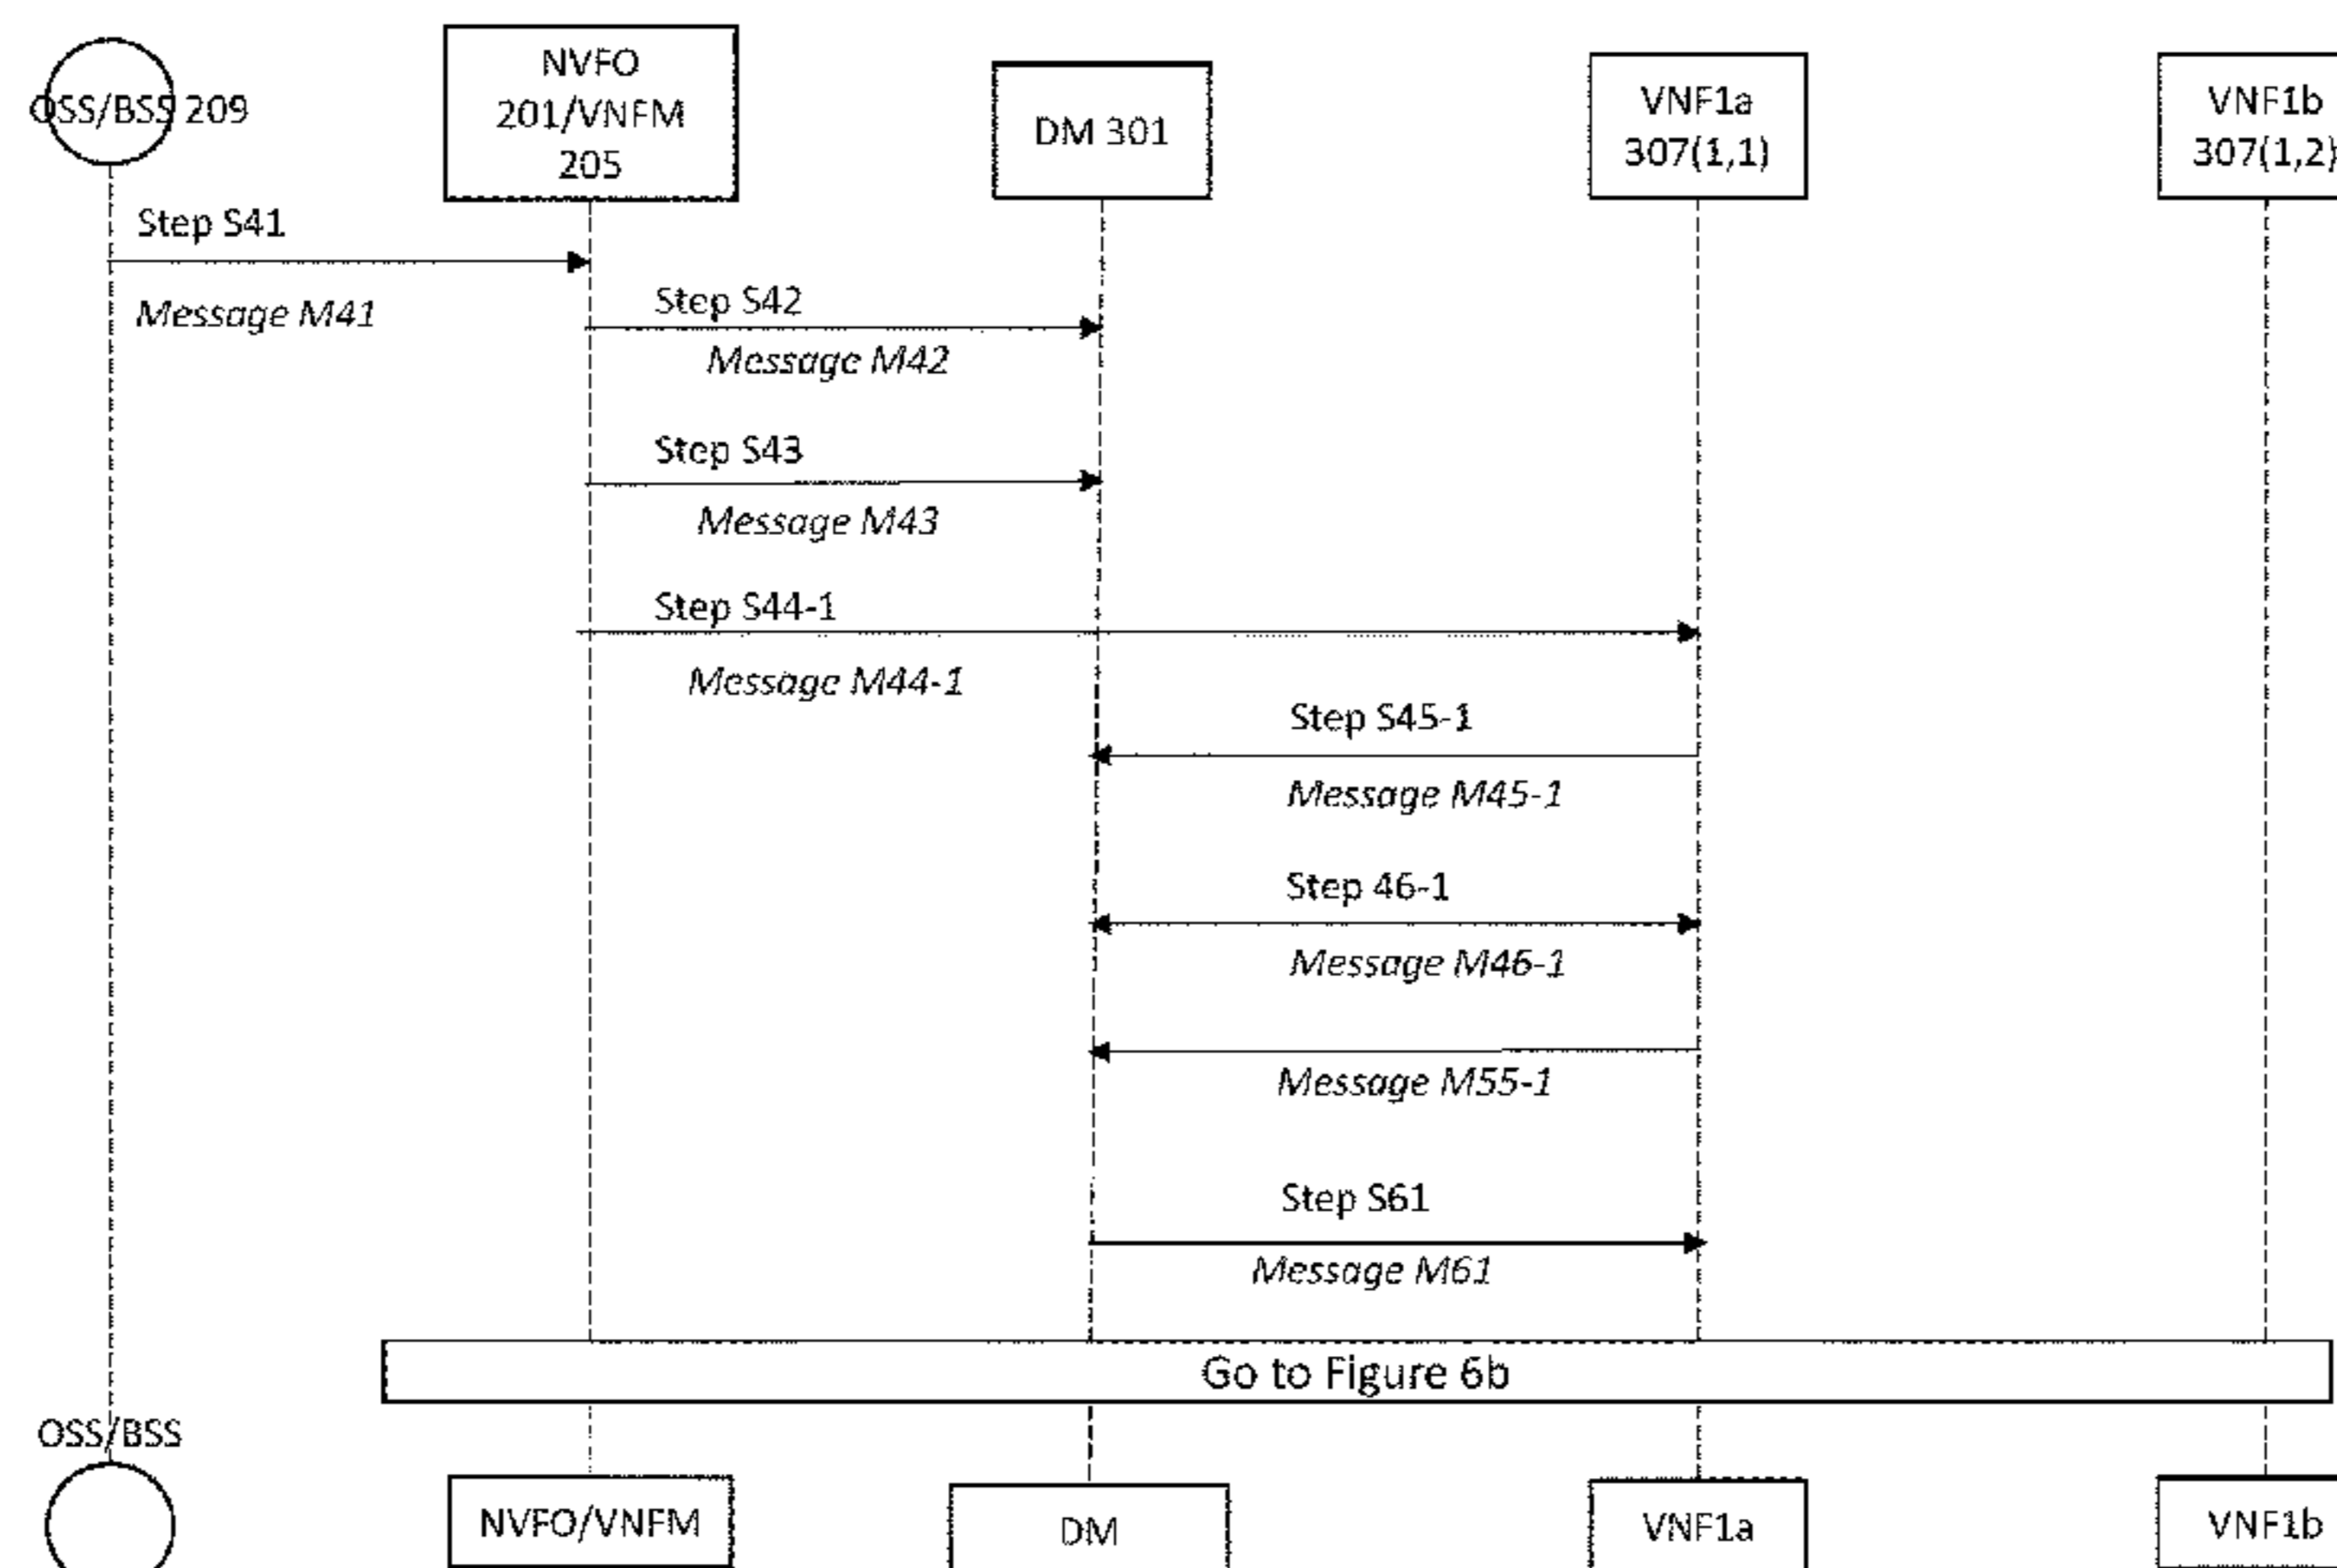 OSS/BSS 209
NVFO
201/VNFM
205
DM 301
VNF1a
307(1,1)
VNF1b
307(1,2)
Step S41
Message M41
Step S42
Message M42
Step S43
Message M43
Step S44-1
Message M44-1
Step S45-1
Message M45-1
Step 46-1
Message M46-1
Message M55-1
Step S61
Message M61
Go to Figure 6b
OSS/BSS
NVFO/VNFM
DM
VNF1a
VNF1b